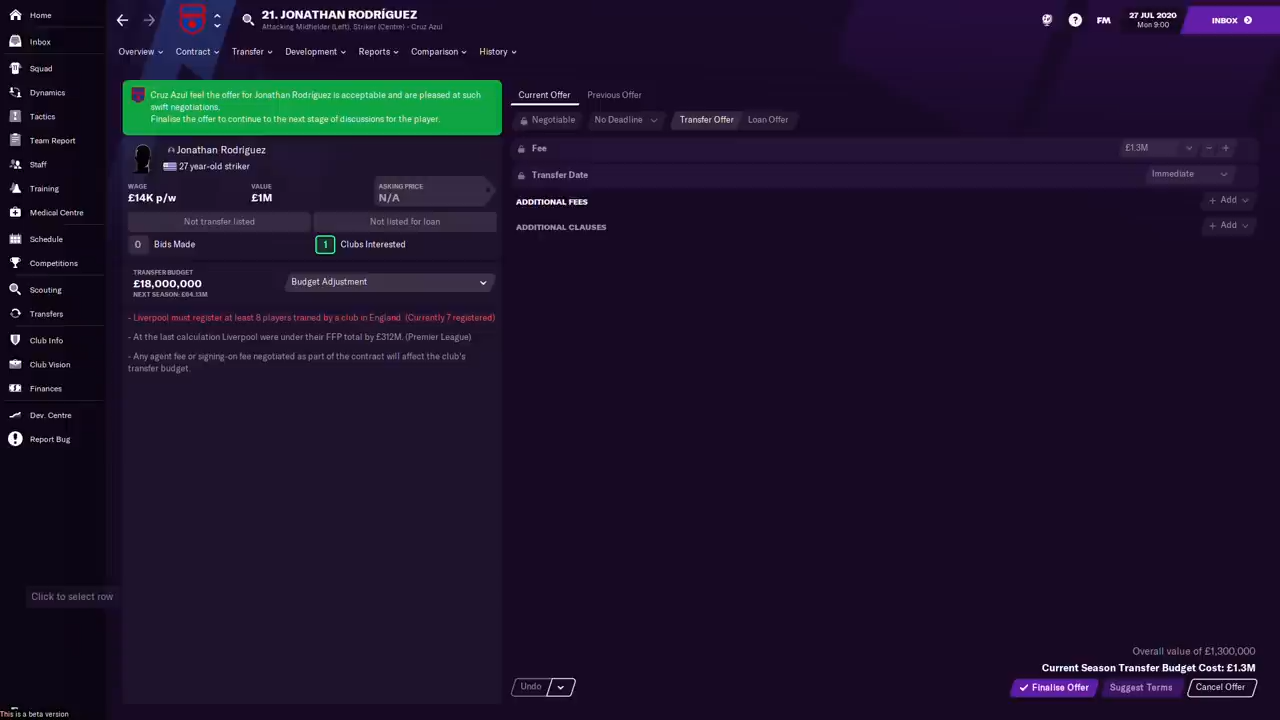 Home
Inbox
Squad
Dynamics
Tactics
Team Report
Staff
Training
Medical Centre
Schedule
Competitions
Scouting
Transfers
Club Info
Club Vision
Finances
Dev. Centre
Report Bug
This is a beta version
21. JONATHAN RODRÍGUEZ
Attacking Midfielder (Left), Striker (Centre) - Cruz Azul
FM
27 JUL 2020
Mon 9:00
INBOX
Overview
Contract
Transfer
Development
Reports
Comparison
History
Cruz Azul feel the offer for Jonathan Rodríguez is acceptable and are pleased at such
swift negotiations.
Finalise the offer to continue to the next stage of discussions for the player.
Jonathan Rodríguez
27 year-old striker
WAGE
£14K p/w
VALUE
£1M
ASKING PRICE
N/A
Not transfer listed
Not listed for loan
0 Bids Made
1 Clubs Interested
TRANSFER BUDGET
£18,000,000
NEXT SEASON: £64.13M
Budget Adjustment
- Liverpool must register at least 8 players trained by a club in England (Currently 7 registered)
- At the last calculation Liverpool were under their FFP total by £312M. (Premier League)
- Any agent fee or signing-on fee negotiated as part of the contract will affect the club's
transfer budget.
Click to select row
Current Offer
Previous Offer
Negotiable
No Deadline
Transfer Offer
Loan Offer
Fee
£1.3M
Transfer Date
Immediate
ADDITIONAL FEES
+ Add
ADDITIONAL CLAUSES
+ Add
Overall value of £1,300,000
Current Season Transfer Budget Cost: £1.3M
Undo
Finalise Offer
Suggest Terms
Cancel Offer